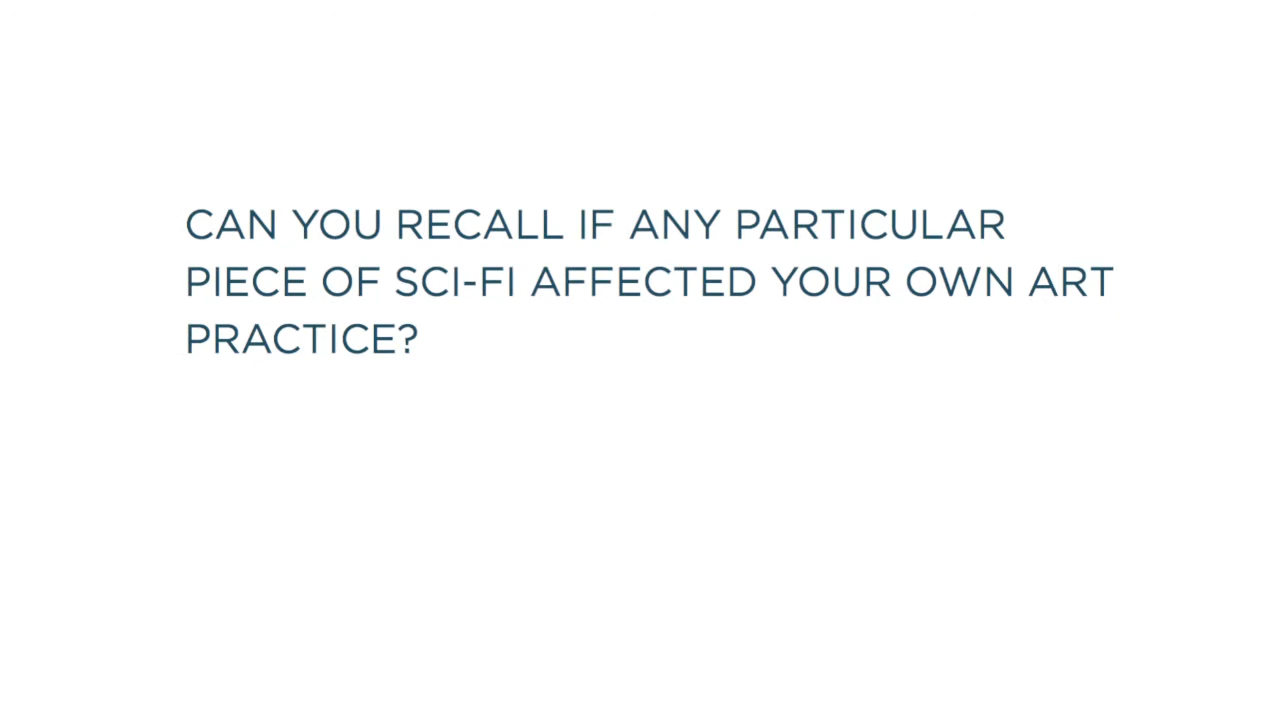 CAN YOU RECALL IF ANY PARTICULAR
PIECE OF SCI-FI AFFECTED YOUR OWN ART
PRACTICE?